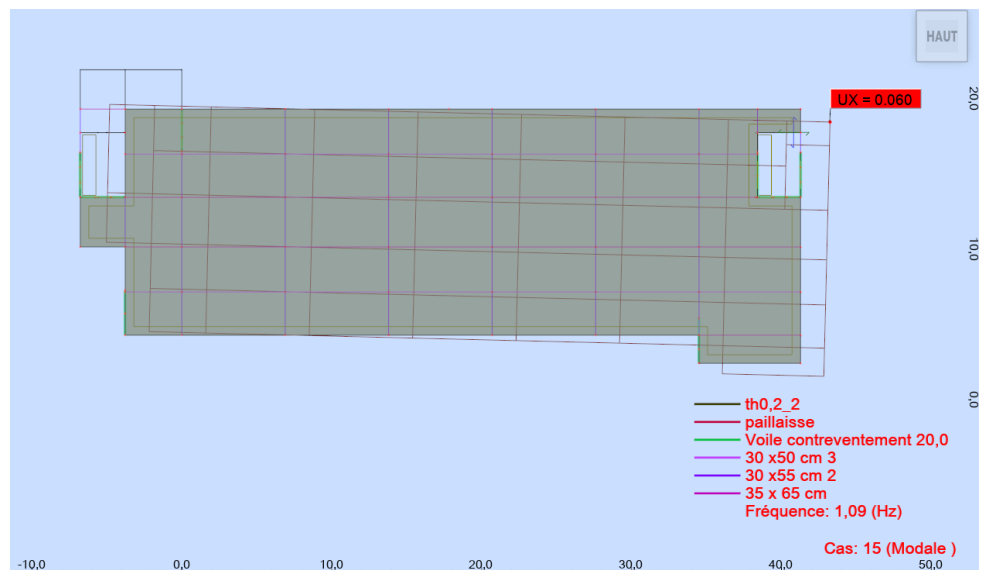 HAUT
20,0
UX = 0.060
10,0
0,0
th0,2_2
paillaisse
Voile contreventement 20,0
30 x50 cm 3
30 x55 cm 2
35 x 65 cm
Fréquence: 1,09 (Hz)
Cas: 15 (Modale )
-10,0 0,0 10,0 20,0 30,0 40,0 50,0